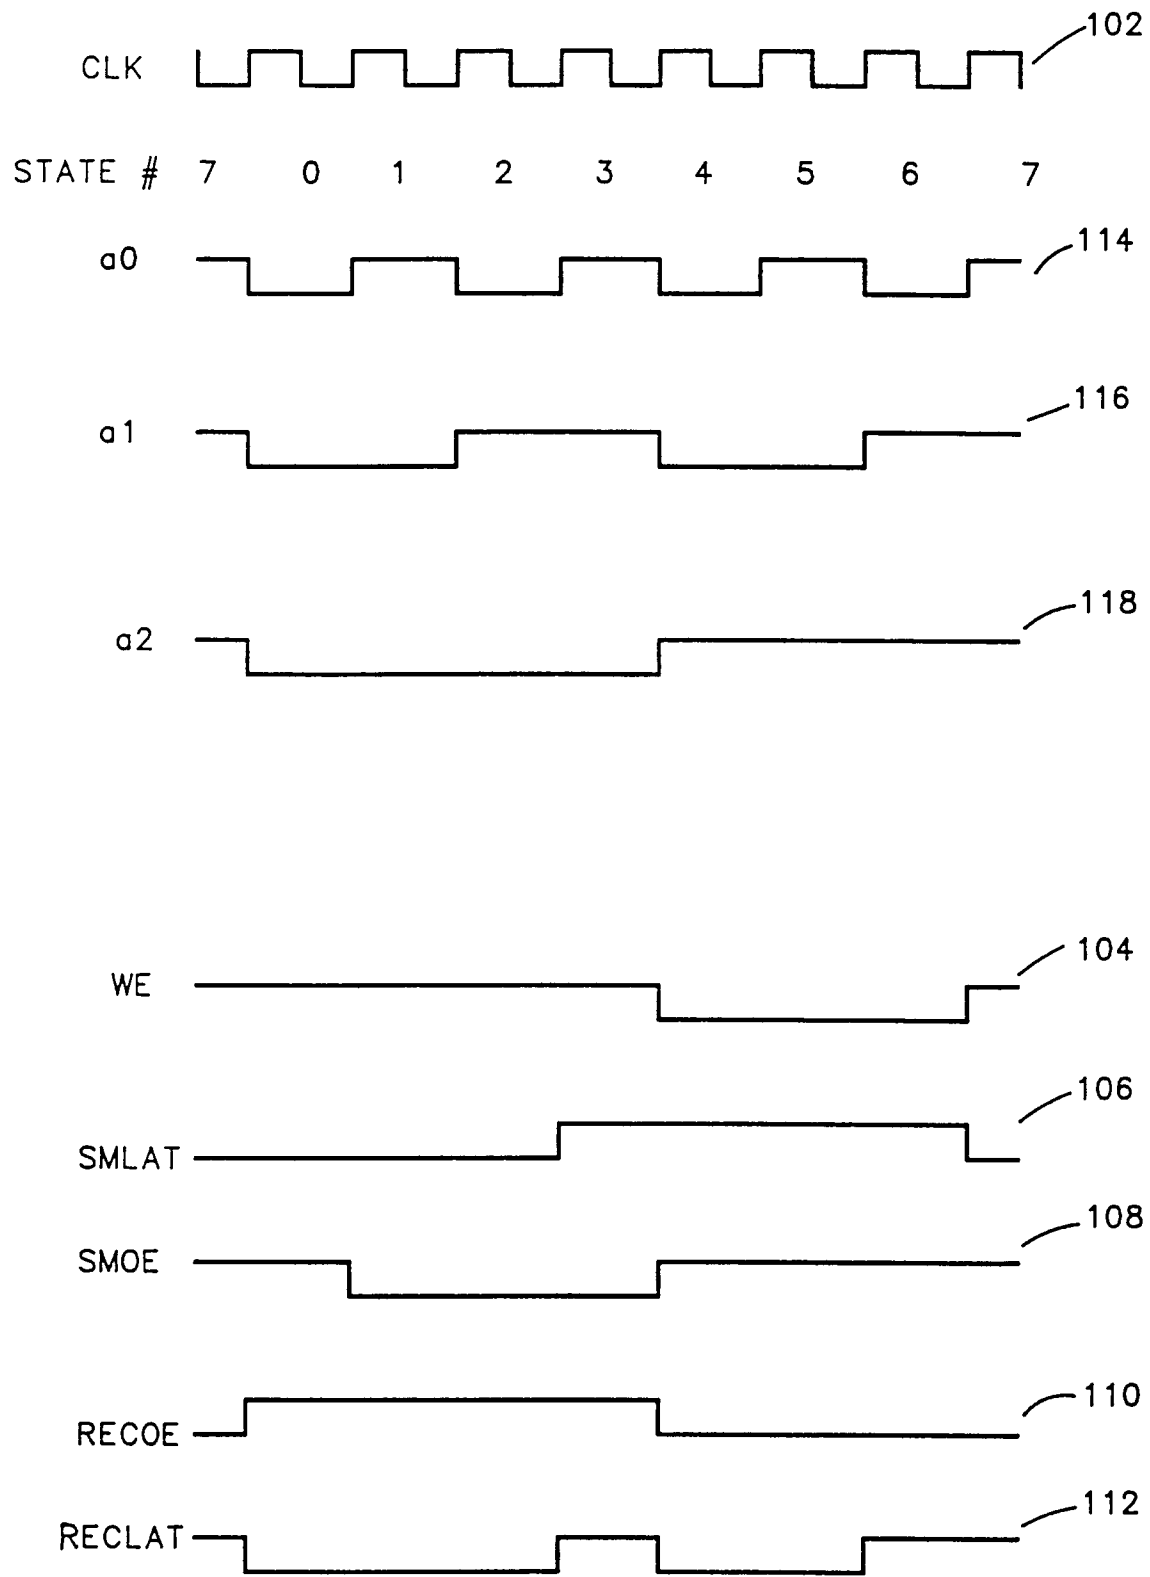 CLK 102
STATE # 7 0 1 2 3 4 5 6 7
a0 114
a1 116
a2 118
WE 104
SMLAT 106
SMOE 108
RECOE 110
RECLAT 112